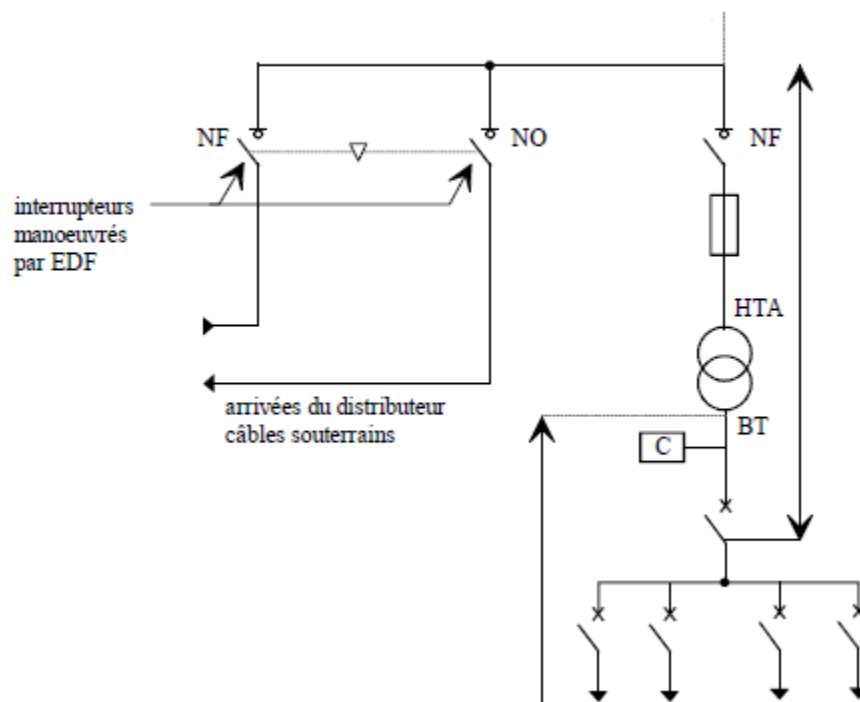 NF
NO
NF
interrupteurs
manoeuvrés
par EDF
HTA
arrivées du distributeur
câbles souterrains
BT
C